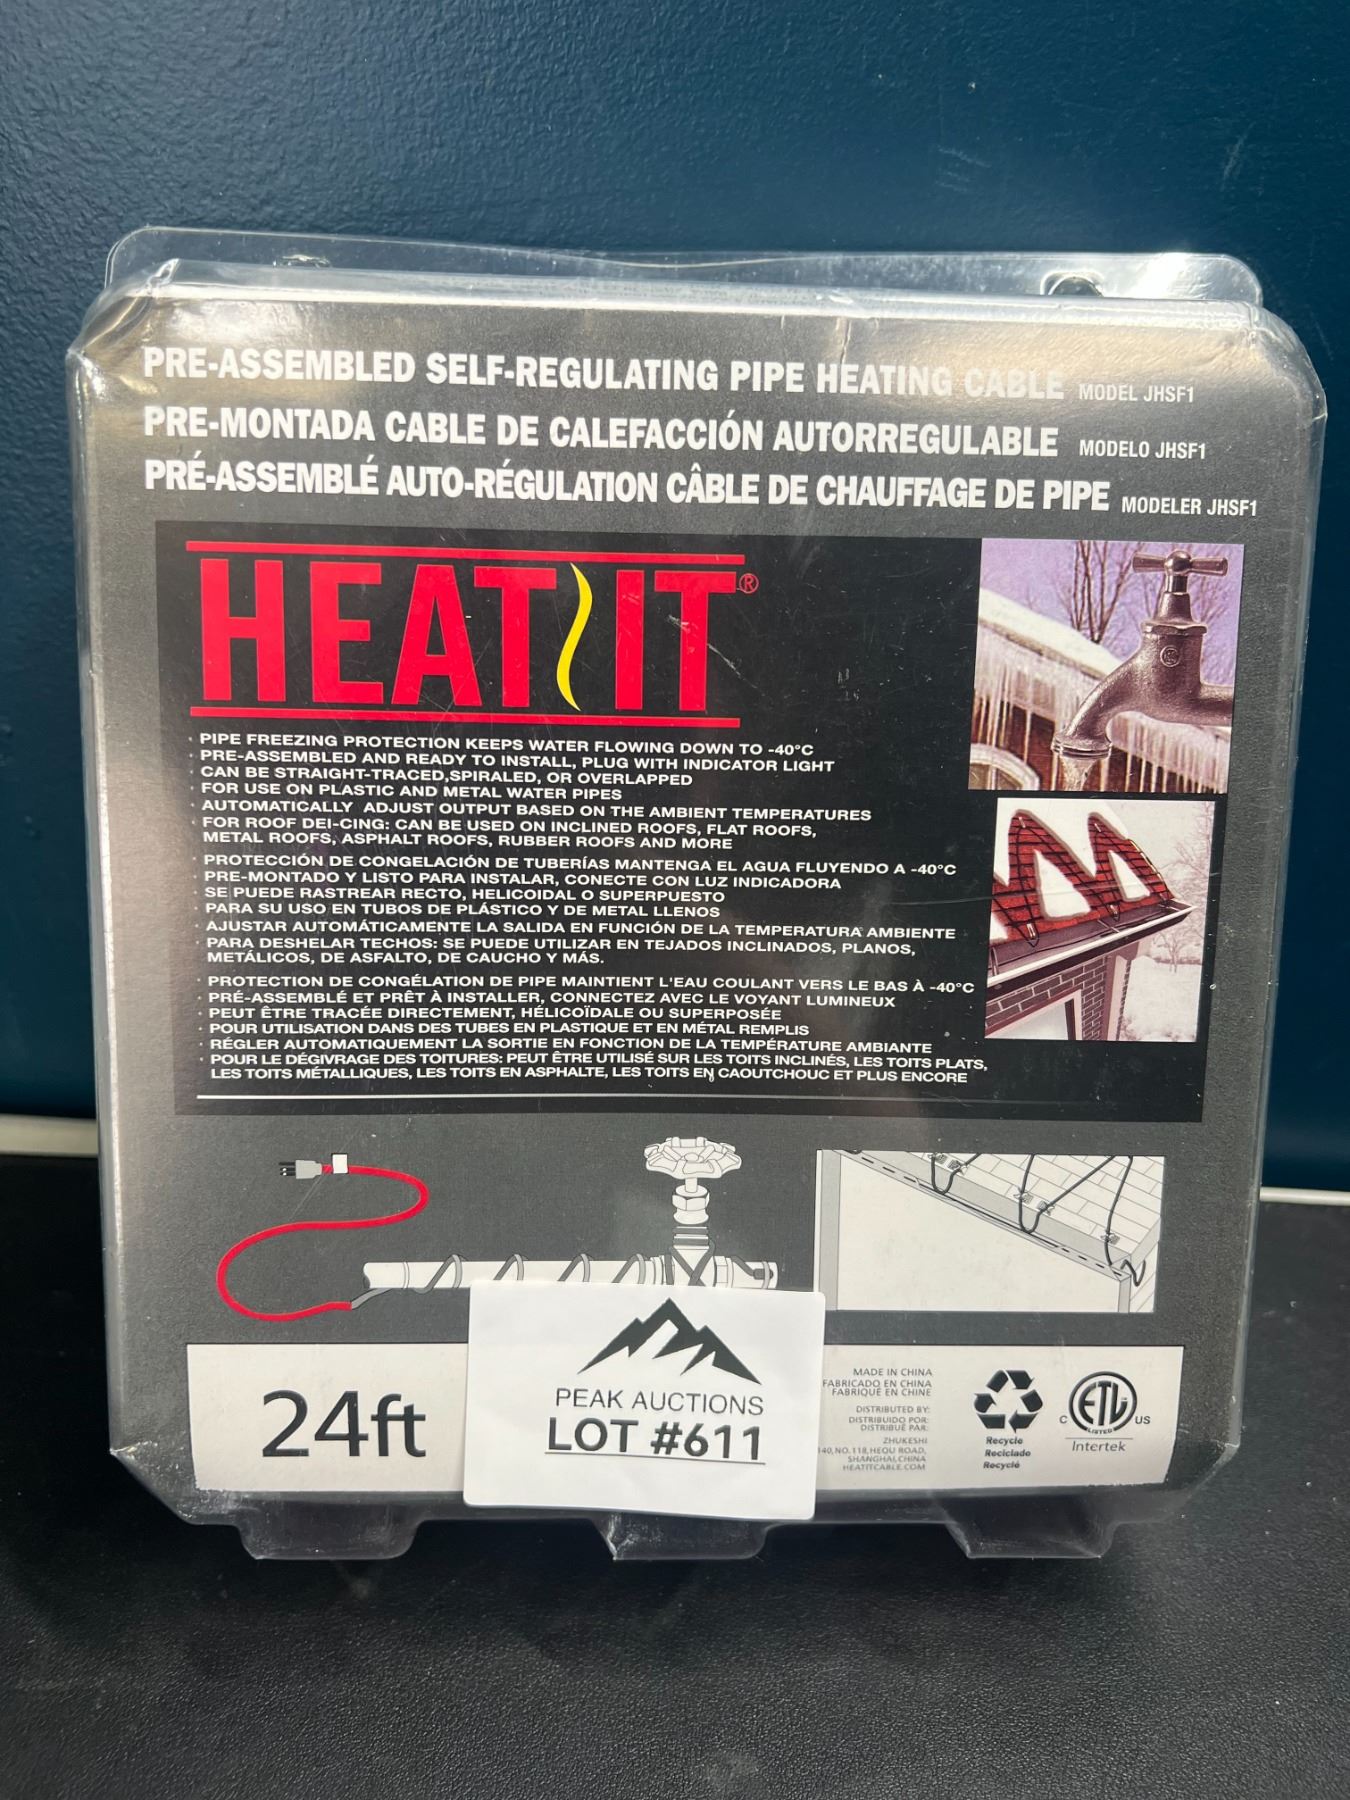 PRE-ASSEMBLED SELF-REGULATING PIPE HEATING CABLE MODEL JHSF1
PRE-MONTADA CABLE DE CALEFACCIÓN AUTORREGULABLE MODELO JHSF1
PRÉ-ASSEMBLÉ AUTO-RÉGULATION CÂBLE DE CHAUFFAGE DE PIPE MODELER JHSF1
HEAT IT®
· PIPE FREEZING PROTECTION KEEPS WATER FLOWING DOWN TO -40°C
· PRE-ASSEMBLED AND READY TO INSTALL, PLUG WITH INDICATOR LIGHT
· CAN BE STRAIGHT-TRACED,SPIRALED, OR OVERLAPPED
· FOR USE ON PLASTIC AND METAL WATER PIPES
· AUTOMATICALLY ADJUST OUTPUT BASED ON THE AMBIENT TEMPERATURES
· FOR ROOF DEI-CING: CAN BE USED ON INCLINED ROOFS, FLAT ROOFS,
METAL ROOFS, ASPHALT ROOFS, RUBBER ROOFS AND MORE
· PROTECCIÓN DE CONGELACIÓN DE TUBERÍAS MANTENGA EL AGUA FLUYENDO A -40°C
· PRE-MONTADO Y LISTO PARA INSTALAR, CONECTE CON LUZ INDICADORA
· SE PUEDE RASTREAR RECTO, HELICOIDAL O SUPERPUESTO
· PARA SU USO EN TUBOS DE PLÁSTICO Y DE METAL LLENOS
· AJUSTAR AUTOMÁTICAMENTE LA SALIDA EN FUNCIÓN DE LA TEMPERATURA AMBIENTE
· PARA DESHELAR TECHOS: SE PUEDE UTILIZAR EN TEJADOS INCLINADOS, PLANOS,
METÁLICOS, DE ASFALTO, DE CAUCHO Y MÁS.
· PROTECTION DE CONGÉLATION DE PIPE MAINTIENT L'EAU COULANT VERS LE BAS À -40°C
· PRÉ-ASSEMBLÉ ET PRÊT À INSTALLER, CONNECTEZ AVEC LE VOYANT LUMINEUX
· PEUT ÊTRE TRACÉE DIRECTEMENT, HÉLICOÏDALE OU SUPERPOSÉE
· POUR UTILISATION DANS DES TUBES EN PLASTIQUE ET EN MÉTAL REMPLIS
· RÉGLER AUTOMATIQUEMENT LA SORTIE EN FONCTION DE LA TEMPÉRATURE AMBIANTE
· POUR LE DÉGIVRAGE DES TOITURES: PEUT ÊTRE UTILISÉ SUR LES TOITS INCLINÉS, LES TOITS PLATS,
LES TOITS MÉTALLIQUES, LES TOITS EN ASPHALTE, LES TOITS EN CAOUTCHOUC ET PLUS ENCORE
24ft
PEAK AUCTIONS
LOT #611
MADE IN CHINA
FABRICADO EN CHINA
FABRIQUÉ EN CHINE
DISTRIBUTED BY:
DISTRIBUIDO POR:
DISTRIBUÉ PAR:
ZHUKESHI
140, NO. 118, HEQU ROAD,
SHANGHAI, CHINA
HEATITCABLE.COM
Recycle
Reciclado
Recyclé
C ETL US
LISTED
Intertek